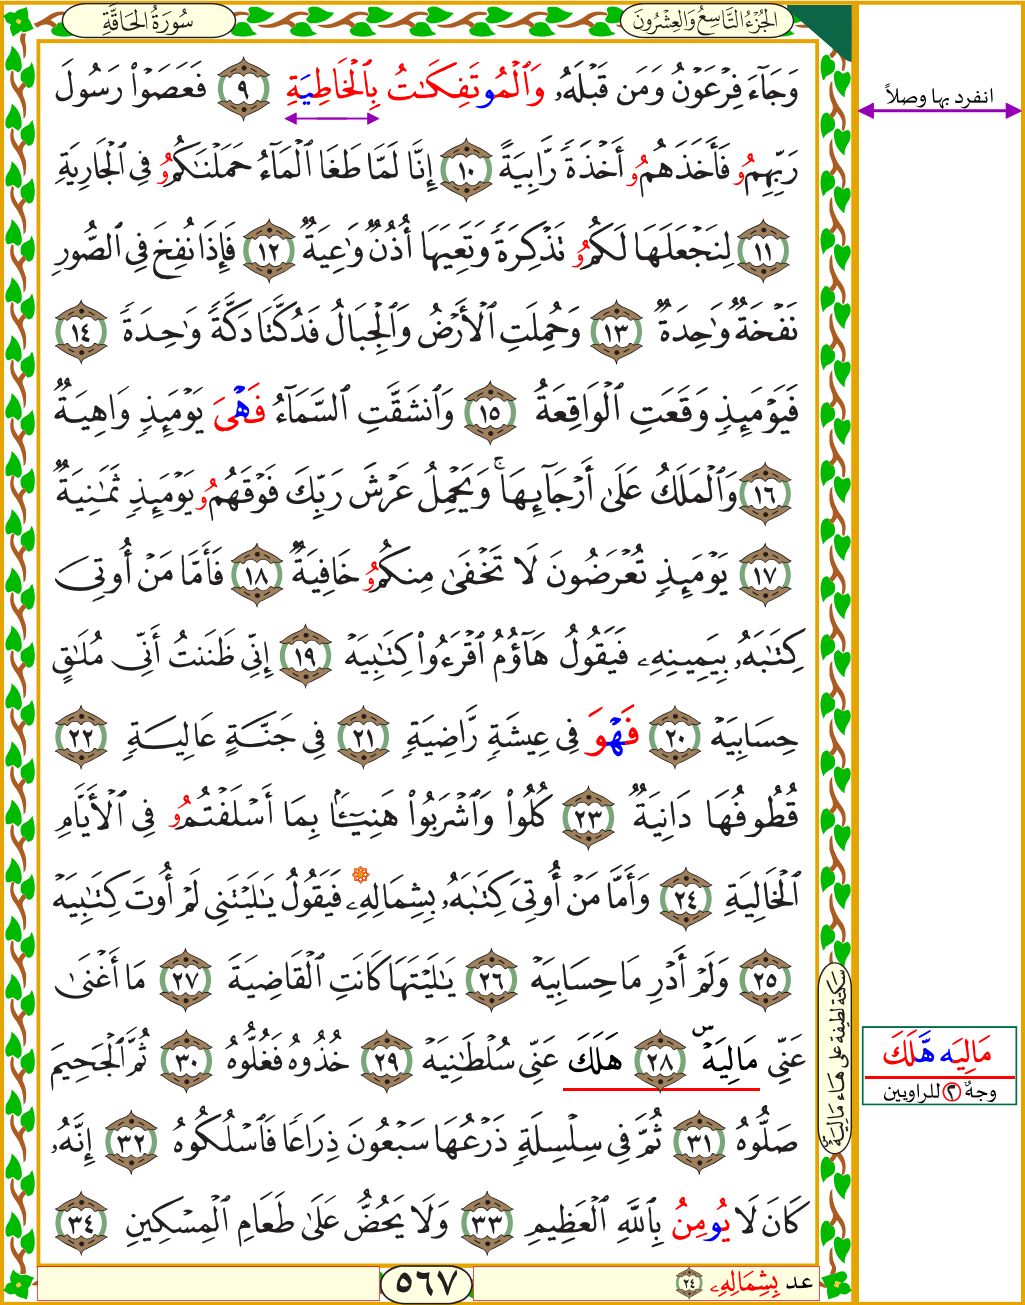 الجُزْءُ التَّاسِعُ وَالعِشْرُونَ
سُورَةُ الحَاقَّةِ
وَجَآءَ فِرْعَوْنُ وَمَن قَبْلَهُۥ وَٱلْمُوتَفِكَٰتُ بِٱلْخَاطِيَةِ ٩ فَعَصَوْا۟ رَسُولَ
رَبِّهِمُۥ فَأَخَذَهُمُۥ أَخْذَةً رَّابِيَةً ١٠ إِنَّا لَمَّا طَغَا ٱلْمَآءُ حَمَلْنَٰكُمُۥ فِى ٱلْجَارِيَةِ
١١ لِنَجْعَلَهَا لَكُمُۥ تَذْكِرَةً وَتَعِيَهَا أُذُنٌ وَٰعِيَةٌ ١٢ فَإِذَا نُفِخَ فِى ٱلصُّورِ
نَفْخَةٌ وَٰحِدَةٌ ١٣ وَحُمِلَتِ ٱلْأَرْضُ وَٱلْجِبَالُ فَدُكَّتَا دَكَّةً وَٰحِدَةً ١٤
فَيَوْمَئِذٍ وَقَعَتِ ٱلْوَاقِعَةُ ١٥ وَٱنشَقَّتِ ٱلسَّمَآءُ فَهْىَ يَوْمَئِذٍ وَاهِيَةٌ
١٦ وَٱلْمَلَكُ عَلَىٰ أَرْجَآئِهَا ۚ وَيَحْمِلُ عَرْشَ رَبِّكَ فَوْقَهُمُۥ يَوْمَئِذٍ ثَمَٰنِيَةٌ
١٧ يَوْمَئِذٍ تُعْرَضُونَ لَا تَخْفَىٰ مِنكُمُۥ خَافِيَةٌ ١٨ فَأَمَّا مَنْ أُوتِىَ
كِتَٰبَهُۥ بِيَمِينِهِۦ فَيَقُولُ هَآؤُمُ ٱقْرَءُوا۟ كِتَٰبِيَهْ ١٩ إِنِّى ظَنَنتُ أَنِّى مُلَٰقٍ
حِسَابِيَهْ ٢٠ فَهْوَ فِى عِيشَةٍ رَّاضِيَةٍ ٢١ فِى جَنَّةٍ عَالِيَةٍ ٢٢
قُطُوفُهَا دَانِيَةٌ ٢٣ كُلُوا۟ وَٱشْرَبُوا۟ هَنِيٓـًٔا بِمَا أَسْلَفْتُمُۥ فِى ٱلْأَيَّامِ
ٱلْخَالِيَةِ ٢٤ وَأَمَّا مَنْ أُوتِىَ كِتَٰبَهُۥ بِشِمَالِهِۦ فَيَقُولُ يَٰلَيْتَنِى لَمْ أُوتَ كِتَٰبِيَهْ
٢٥ وَلَمْ أَدْرِ مَا حِسَابِيَهْ ٢٦ يَٰلَيْتَهَا كَانَتِ ٱلْقَاضِيَةَ ٢٧ مَا أَغْنَىٰ
عَنِّى مَالِيَهْ ۜ ٢٨ هَلَكَ عَنِّى سُلْطَٰنِيَهْ ٢٩ خُذُوهُ فَغُلُّوهُ ٣٠ ثُمَّ ٱلْجَحِيمَ
صَلُّوهُ ٣١ ثُمَّ فِى سِلْسِلَةٍ ذَرْعُهَا سَبْعُونَ ذِرَاعًا فَٱسْلُكُوهُ ٣٢ إِنَّهُۥ
كَانَ لَا يُومِنُ بِٱللَّهِ ٱلْعَظِيمِ ٣٣ وَلَا يَحُضُّ عَلَىٰ طَعَامِ ٱلْمِسْكِينِ ٣٤
٥٦٧
عد بِشِمَالِهِۦ ٢٤
انفرد بها وصلاً
سكتة لطيفة على هاء مَالِيَهْ ۜ
مَالِيَه هَّلَكَ
وجهٌ ٢ للراويين